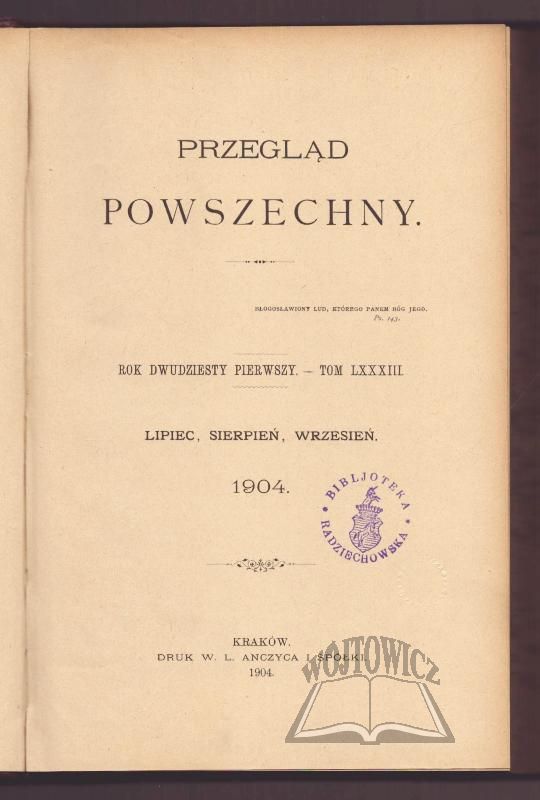 PRZEGLĄD
POWSZECHNY.
BŁOGOSŁAWIONY LUD, KTÓREGO PANEM BÓG JEGO.
Ps. 143.
ROK DWUDZIESTY PIERWSZY. — TOM LXXXIII.
LIPIEC, SIERPIEŃ, WRZESIEŃ.
1904.
• BIBLJOTEKA •
RADZIECHOWSKA
KRAKÓW.
DRUK W. L. ANCZYCA I SPÓŁKI.
1904.
WÓJTOWICZ